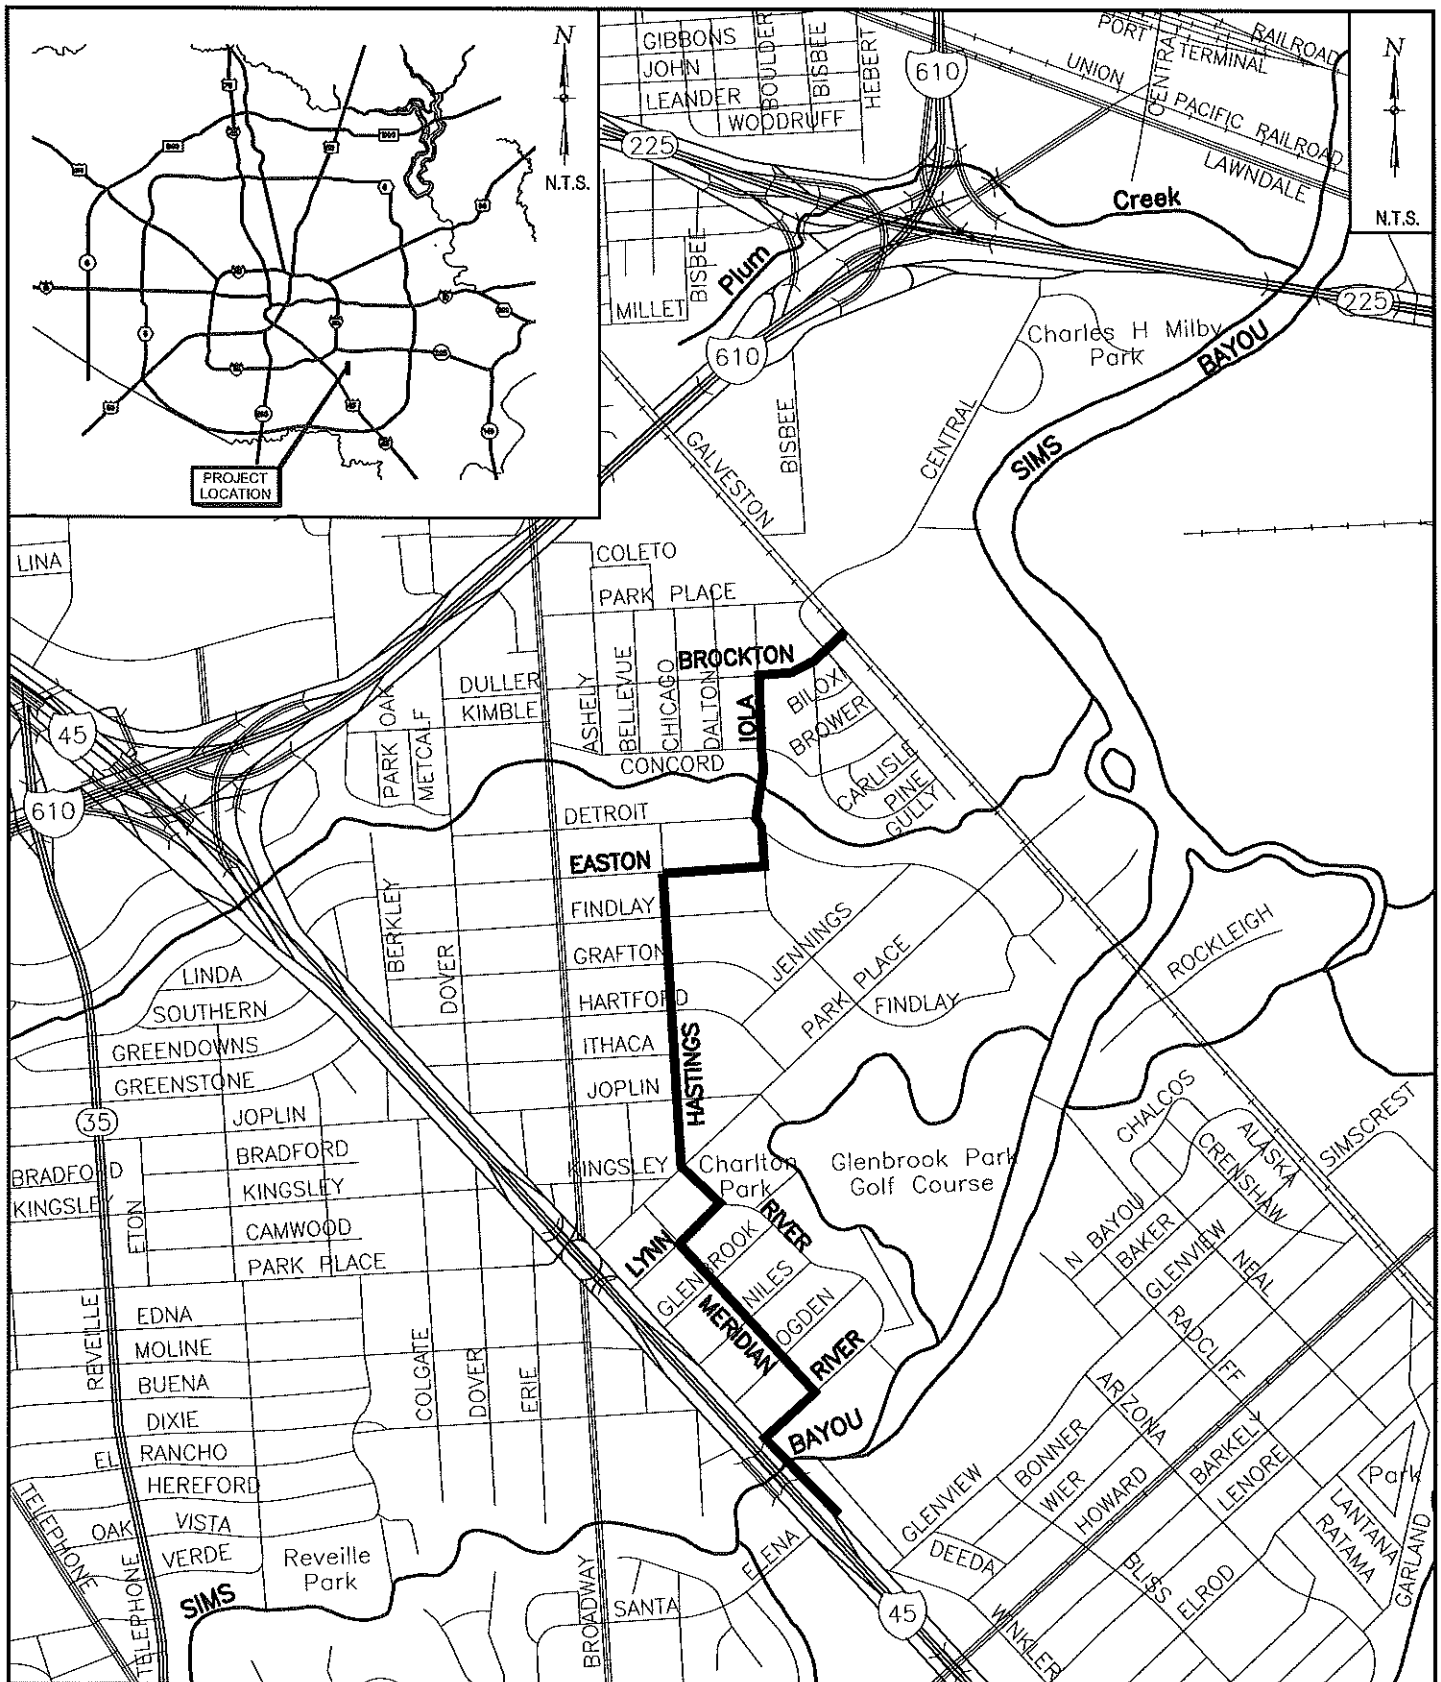 N
N.T.S.
PROJECT
LOCATION
GIBBONS
JOHN
LEANDER
WOODRUFF
BOULDER
BISBEE
HEBERT
610
225
PORT TERMINAL RAILROAD
CENTRAL
UNION PACIFIC RAILROAD
LAWNDALE
N
N.T.S.
Creek
Plum
BISBEE
MILLET
610
225
Charles H Milby
Park
BAYOU
SIMS
BISBEE
CENTRAL
GALVESTON
LINA
COLETO
PARK PLACE
BROCKTON
IOLA
BILOXI
BROWER
CARLISLE
PINE
GULLY
ASHELY
BELLEVUE
CHICAGO
DALTON
DULLER
KIMBLE
PARK OAK
METCALF
CONCORD
45
610
DETROIT
EASTON
FINDLAY
GRAFTON
HARTFORD
ITHACA
JOPLIN
HASTINGS
KINGSLEY
BERKLEY
DOVER
JENNINGS
PARK PLACE
FINDLAY
ROCKLEIGH
LINDA
SOUTHERN
GREENDOWNS
GREENSTONE
35
JOPLIN
BRADFORD
KINGSLEY
BRADFORD
KINGSLEY
ETON
CAMWOOD
PARK PLACE
Charlton
Park
Glenbrook Park
Golf Course
RIVER
LYNN
GLENBROOK
NILES
OGDEN
MERIDIAN
RIVER
BAYOU
CHALCOS
ALASKA
CRENSHAW
SIMSCREST
N BAYOU
BAKER
GLENVIEW
NEAL
RADCLIFF
ARIZONA
REVEILLE
EDNA
MOLINE
BUENA
DIXIE
EL RANCHO
HEREFORD
OAK VISTA
VERDE
COLGATE
DOVER
ERIE
TELEPHONE
TELEPHONE
Reveille
Park
SIMS
BROADWAY
SANTA ELENA
45
GLENVIEW
BONNER
WIER
HOWARD
BARKLEY
LENORE
DEEDA
BLISS
ELROD
WINKLER
Park
LANTANA
RATAMA
GARLAND